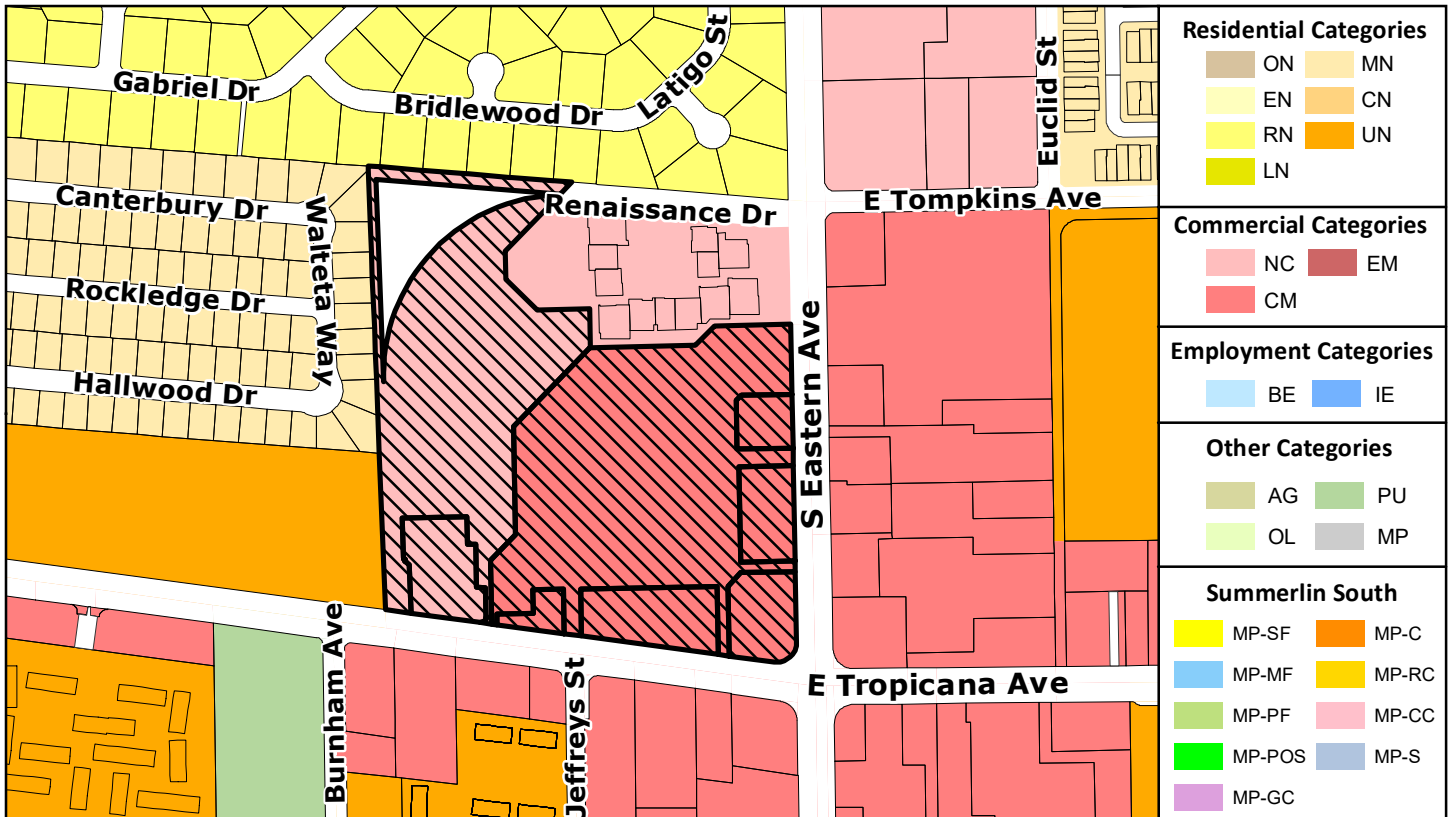 Gabriel Dr
Bridlewood Dr
Latigo St
Euclid St
Canterbury Dr
Walteta Way
Renaissance Dr
E Tompkins Ave
Rockledge Dr
Hallwood Dr
S Eastern Ave
Burnham Ave
Jeffreys St
E Tropicana Ave
Residential Categories
ON MN
EN CN
RN UN
LN
Commercial Categories
NC EM
CM
Employment Categories
BE IE
Other Categories
AG PU
OL MP
Summerlin South
MP-SF MP-C
MP-MF MP-RC
MP-PF MP-CC
MP-POS MP-S
MP-GC